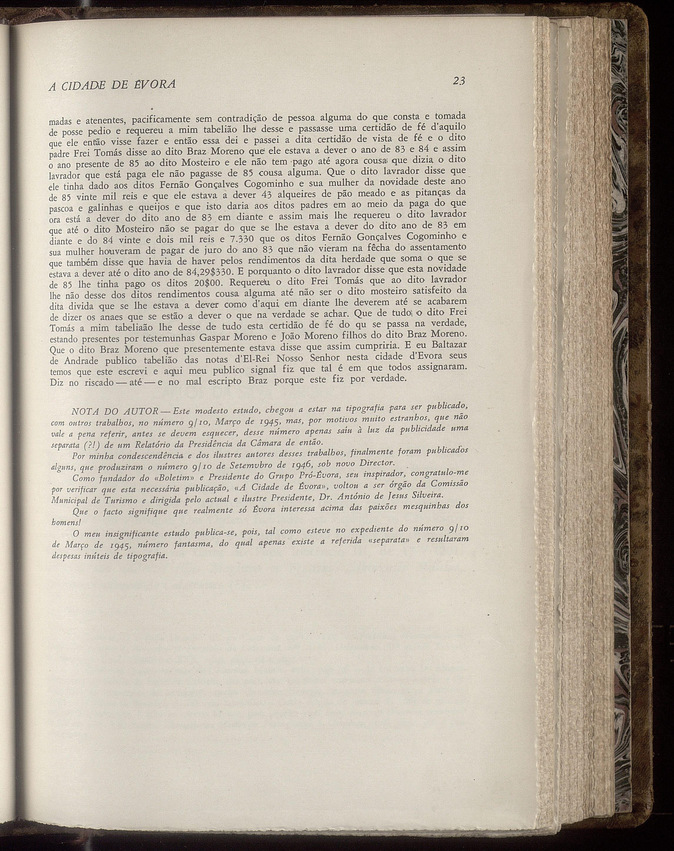 A CIDADE DE ÉVORA 23
madas e atenentes, pacificamente sem contradição de pessoa alguma do que consta e tomada
de posse pedio e requereu a mim tabelião lhe desse e passasse uma certidão de fé d'aquilo
que ele então visse fazer e então essa dei e passei a dita certidão de vista de fé e o dito
padre Frei Tomás disse ao dito Braz Moreno que ele estava a dever o ano de 83 e 84 e assim
o ano presente de 85 ao dito Mosteiro e ele não tem pago até agora cousa que dizia o dito
lavrador que está paga ele não pagasse de 85 cousa alguma. Que o dito lavrador disse que
ele tinha dado aos ditos Fernão Gonçalves Cogominho e sua mulher da novidade deste ano
de 85 vinte mil reis e que ele estava a dever 43 alqueires de pão meado e as pitanças da
pascoa e galinhas e queijos e que isto daria aos ditos padres em ao meio da paga do que
ora está a dever do dito ano de 83 em diante e assim mais lhe requereu o dito lavrador
que até o dito Mosteiro não se pagar do que se lhe estava a dever do dito ano de 83 em
diante e do 84 vinte e dois mil reis e 7.330 que os ditos Fernão Gonçalves Cogominho e
sua mulher houveram de pagar de juro do ano 83 que não vieram na fêcha do assentamento
que também disse que havia de haver pelos rendimentos da dita herdade que soma o que se
estava a dever até o dito ano de 84,29$330. E porquanto o dito lavrador disse que esta novidade
de 85 lhe tinha pago os ditos 20$00. Requereu o dito Frei Tomás que ao dito lavrador
lhe não desse dos ditos rendimentos cousa alguma até não ser o dito mosteiro satisfeito da
dita divida que se lhe estava a dever como d'aqui em diante lhe deverem até se acabarem
de dizer os anaes que se estão a dever o que na verdade se achar. Que de tudo o dito Frei
Tomás a mim tabeliaão lhe desse de tudo esta certidão de fé do qu se passa na verdade,
estando presentes por testemunhas Gaspar Moreno e João Moreno filhos do dito Braz Moreno.
Que o dito Braz Moreno que presentemente estava disse que assim cumpriria. E eu Baltazar
de Andrade publico tabelião das notas d'El-Rei Nosso Senhor nesta cidade d'Evora seus
temos que este escrevi e aqui meu publico signal fiz que tal é em que todos assignaram.
Diz no riscado — até — e no mal escripto Braz porque este fiz por verdade.
NOTA DO AUTOR — Este modesto estudo, chegou a estar na tipografia para ser publicado,
com outros trabalhos, no número 9/10, Março de 1945, mas, por motivos muito estranhos, que não
vale a pena referir, antes se devem esquecer, desse número apenas saiu à luz da publicidade uma
separata (?!) de um Relatório da Presidência da Câmara de então.
Por minha condescendência e dos ilustres autores desses trabalhos, finalmente foram publicados
alguns, que produziram o número 9/10 de Setemvbro de 1946, sob novo Director.
Como fundador do «Boletim» e Presidente do Grupo Pró-Évora, seu inspirador, congratulo-me
por verificar que esta necessária publicação, «A Cidade de Évora», voltou a ser órgão da Comissão
Municipal de Turismo e dirigida pelo actual e ilustre Presidente, Dr. António de Jesus Silveira.
Que o facto signifique que realmente só Évora interessa acima das paixões mesquinhas dos
homens!
O meu insignificante estudo publica-se, pois, tal como esteve no expediente do número 9/10
de Março de 1945, número fantasma, do qual apenas existe a referida «separata» e resultaram
despesas inúteis de tipografia.